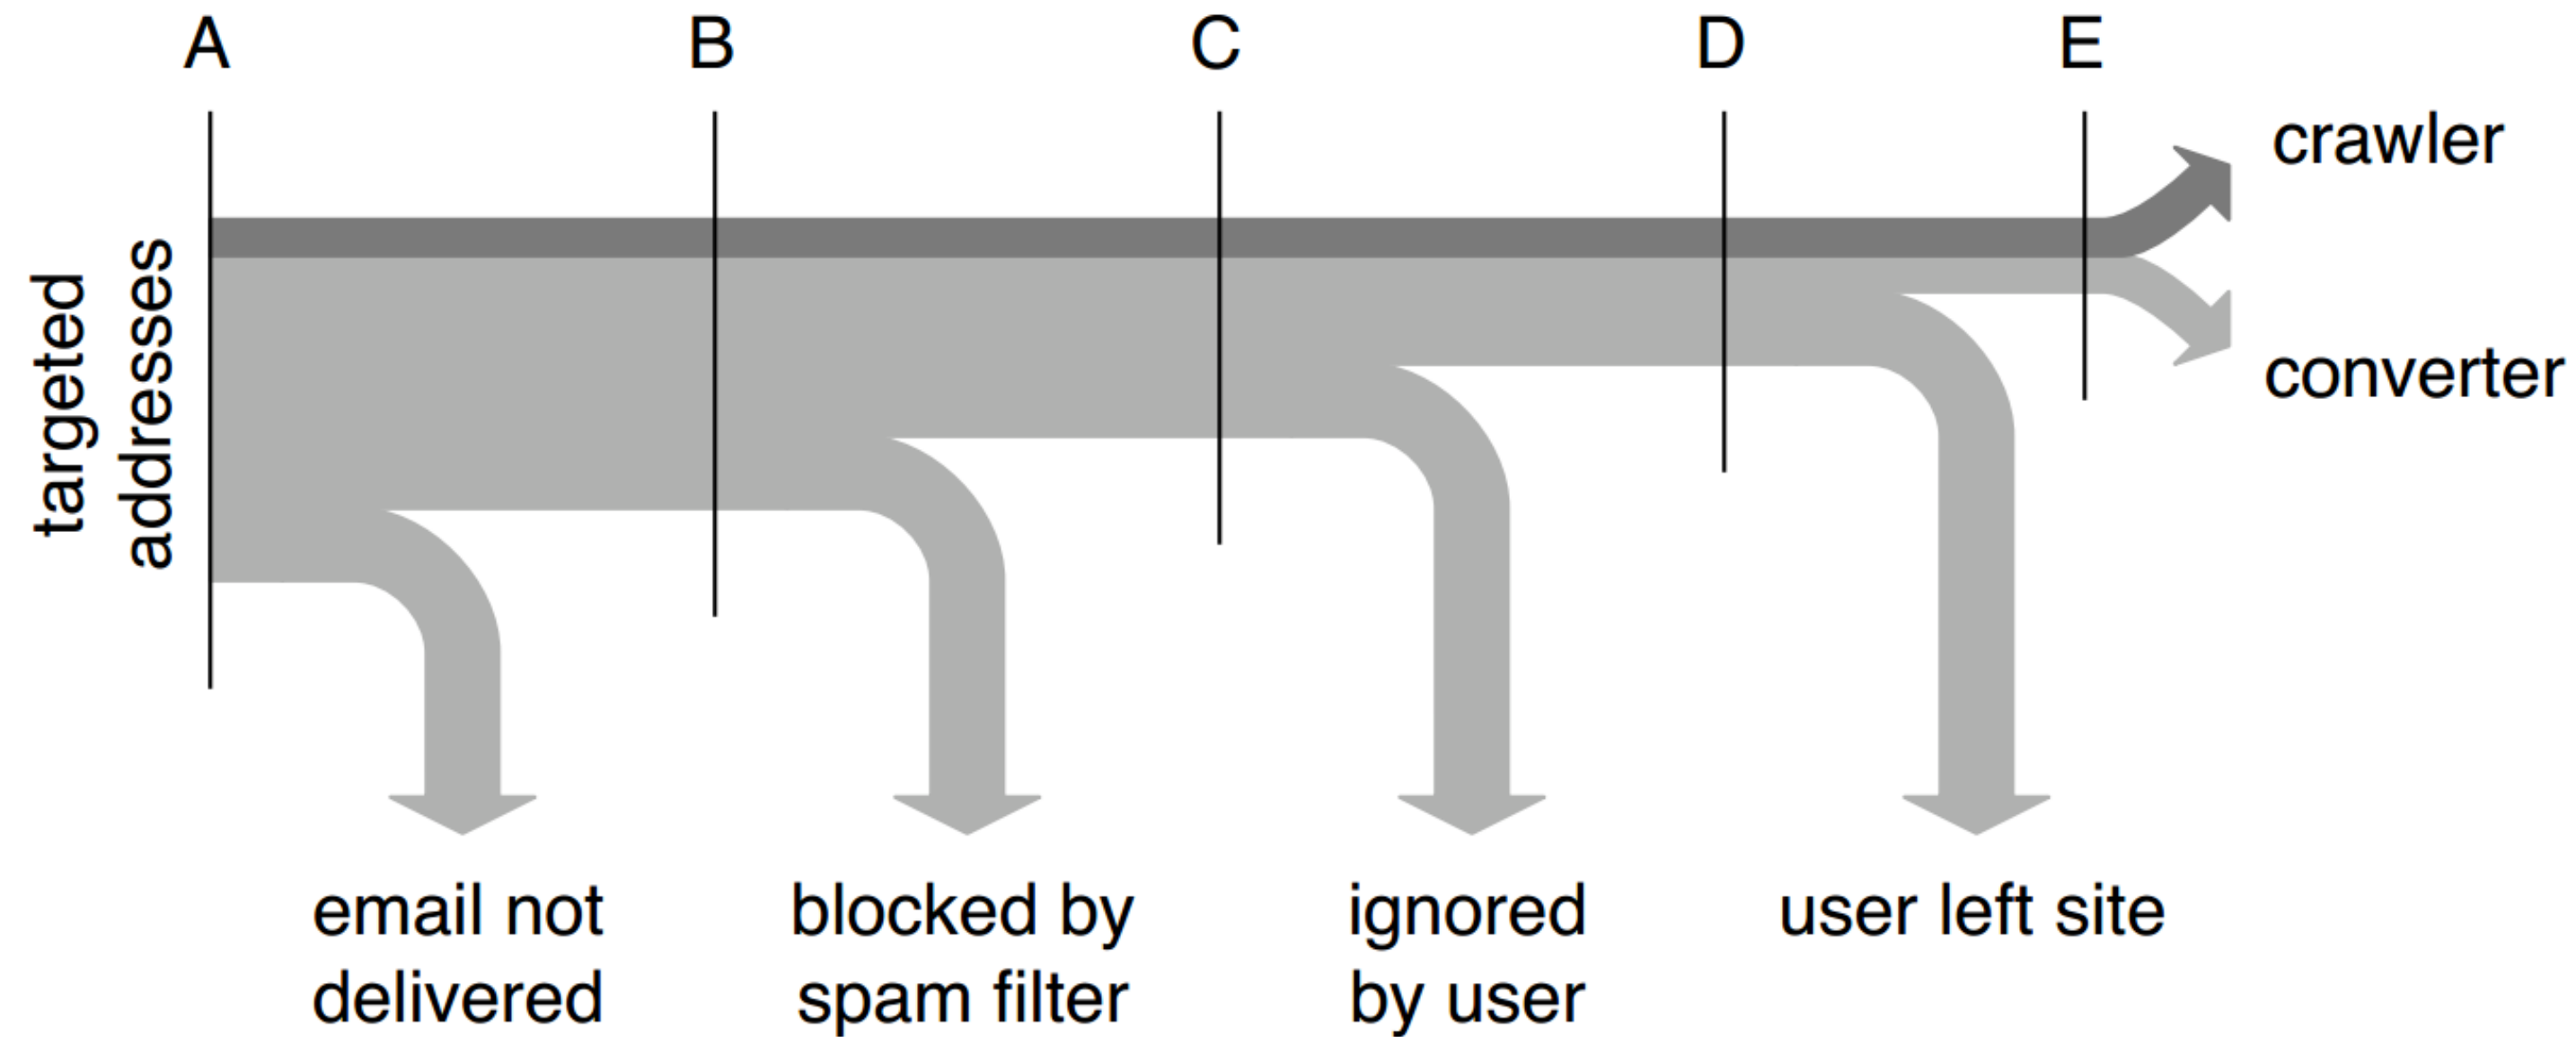 A B C D E
crawler
targeted
addresses
converter
email not
delivered
blocked by
spam filter
ignored
by user
user left site